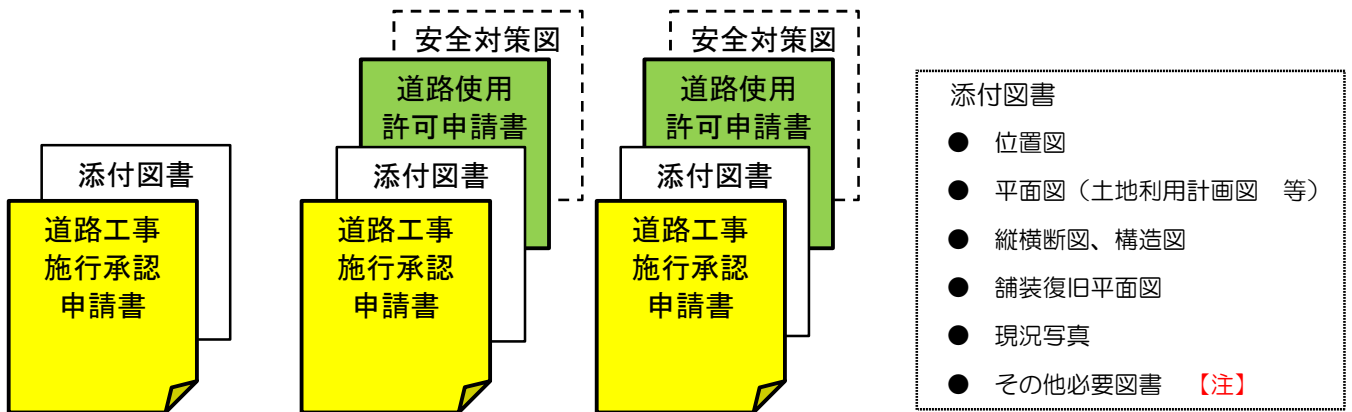 添付図書
道路工事
施行承認
申請書
安全対策図
道路使用
許可申請書
添付図書
道路工事
施行承認
申請書
安全対策図
道路使用
許可申請書
添付図書
道路工事
施行承認
申請書
添付図書
● 位置図
● 平面図（土地利用計画図　等）
● 縦横断図、構造図
● 舗装復旧平面図
● 現況写真
● その他必要図書　【注】